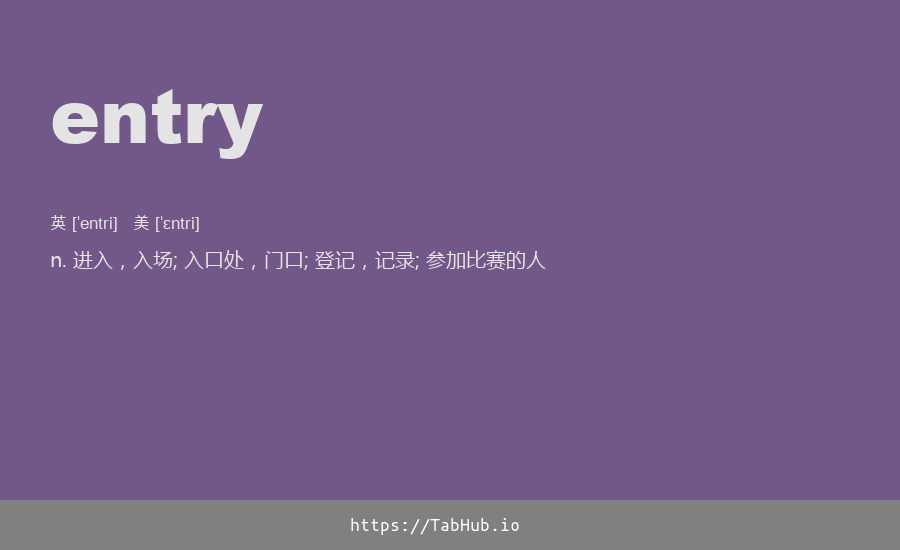 entry
英 ['entri]   美 ['ɛntri]
n. 进入，入场; 入口处，门口; 登记，记录; 参加比赛的人
https://TabHub.io